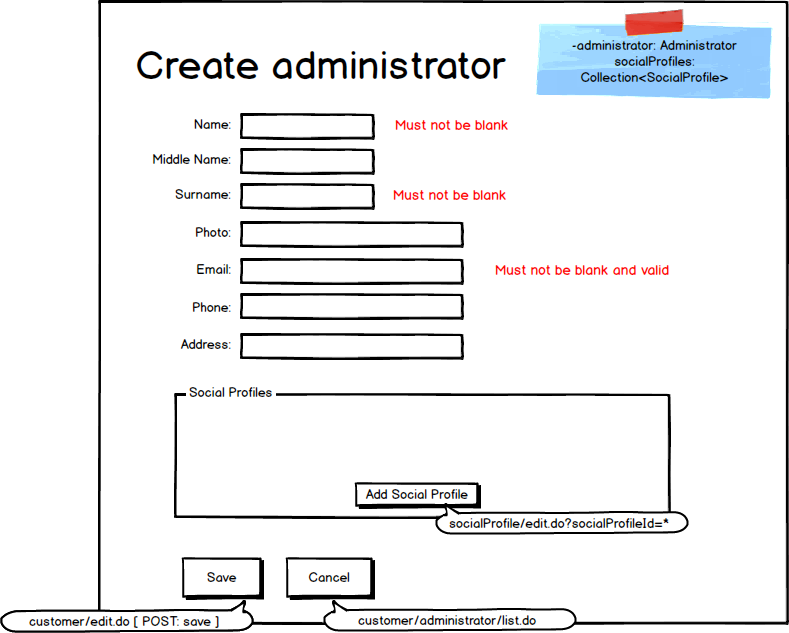 Create administrator
-administrator: Administrator
socialProfiles:
Collection<SocialProfile>
Name:
Must not be blank
Middle Name:
Surname:
Must not be blank
Photo:
Email:
Must not be blank and valid
Phone:
Address:
Social Profiles
Add Social Profile
socialProfile/edit.do?socialProfileId=*
Save
Cancel
customer/edit.do [ POST: save ]
customer/administrator/list.do